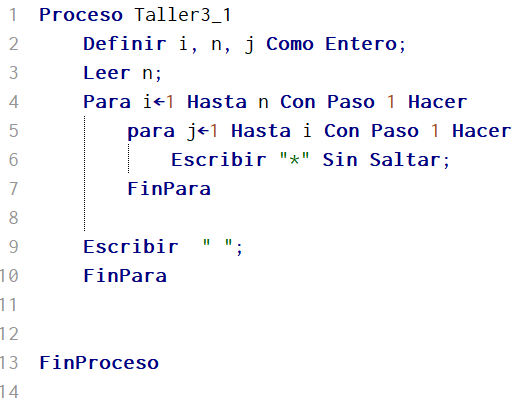 1 Proceso Taller3_1
2 Definir i, n, j Como Entero;
3 Leer n;
4 Para i←1 Hasta n Con Paso 1 Hacer
5 para j←1 Hasta i Con Paso 1 Hacer
6 Escribir "*" Sin Saltar;
7 FinPara
8
9 Escribir  " ";
10 FinPara
11
12
13 FinProceso
14